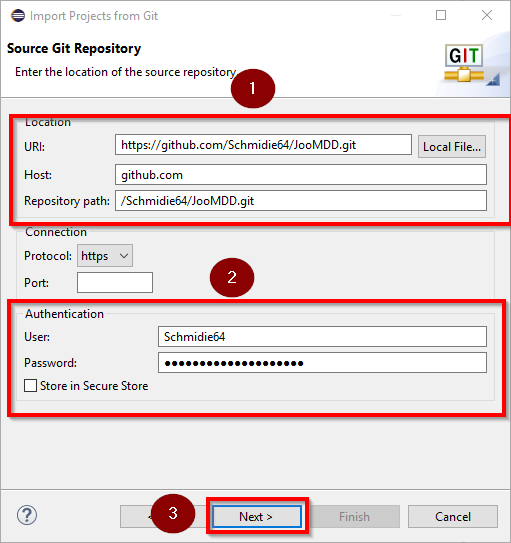 Import Projects from Git
Source Git Repository
Enter the location of the source repository
GIT
1
Location
URI: https://github.com/Schmidie64/JooMDD.git Local File...
Host: github.com
Repository path: /Schmidie64/JooMDD.git
Connection
Protocol: https
Port:
2
Authentication
User: Schmidie64
Password: ●●●●●●●●●●●●●●●●●●●●
Store in Secure Store
? < 3 Next > Finish Cancel